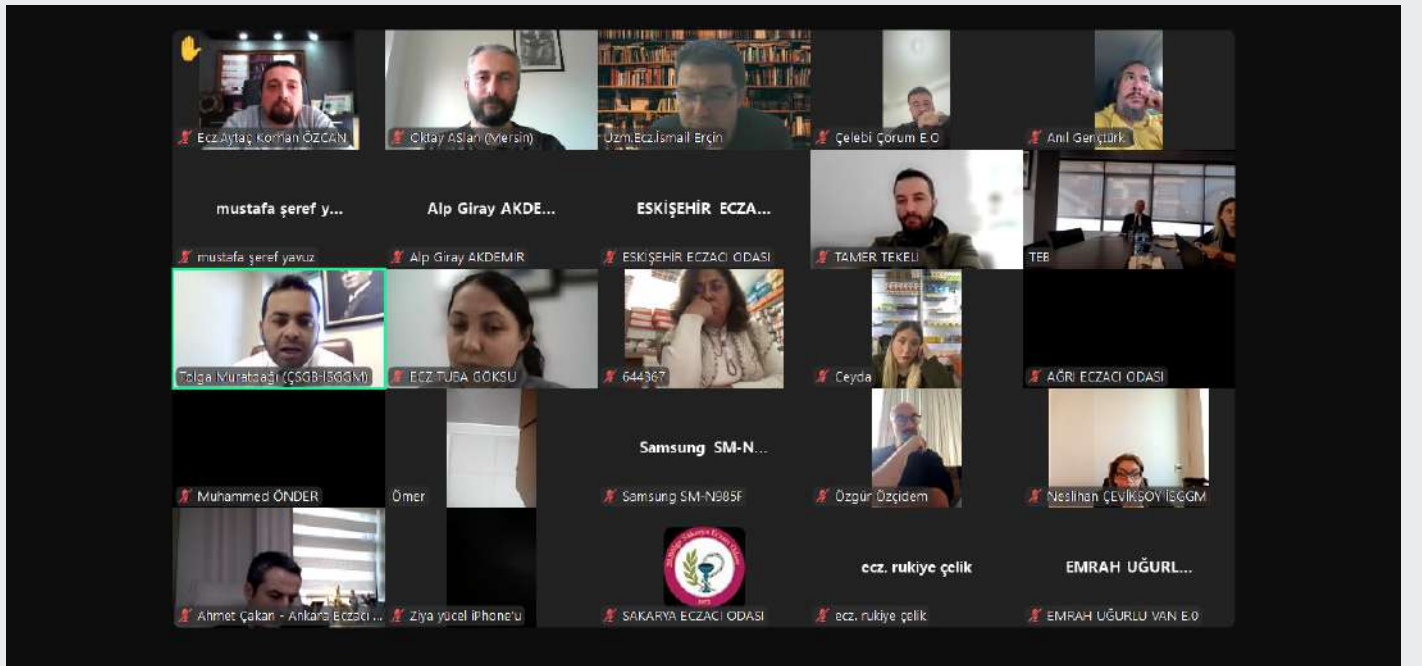 Ecz.Aytaç Korhan ÖZCAN
Oktay ASlan (Mersin)
Uzm.Ecz.İsmail Erçin
Çelebi Çorum E.O
Anıl Gençtürk
mustafa şeref y...
Alp Giray AKDE...
ESKİŞEHİR ECZA...
mustafa şeref yavuz
Alp Giray AKDEMİR
ESKİŞEHİR ECZACI ODASI
TAMER TEKELİ
TEB
Tolga Muratdağı (ÇSGB-İSGGM)
ECZ TUBA GÖKSU
644367
Ceyda
AĞRI ECZACI ODASI
Samsung SM-N...
Muhammed ÖNDER
Ömer
Samsung SM-N985F
Özgür Özçidem
Neslihan ÇEVİKSOY İSGGM
ecz. rukiye çelik
EMRAH UĞURL...
Ahmet Çakan - Ankara Eczacı ...
Ziya yücel iPhone'u
SAKARYA ECZACI ODASI
ecz. rukiye çelik
EMRAH UĞURLU VAN E.0